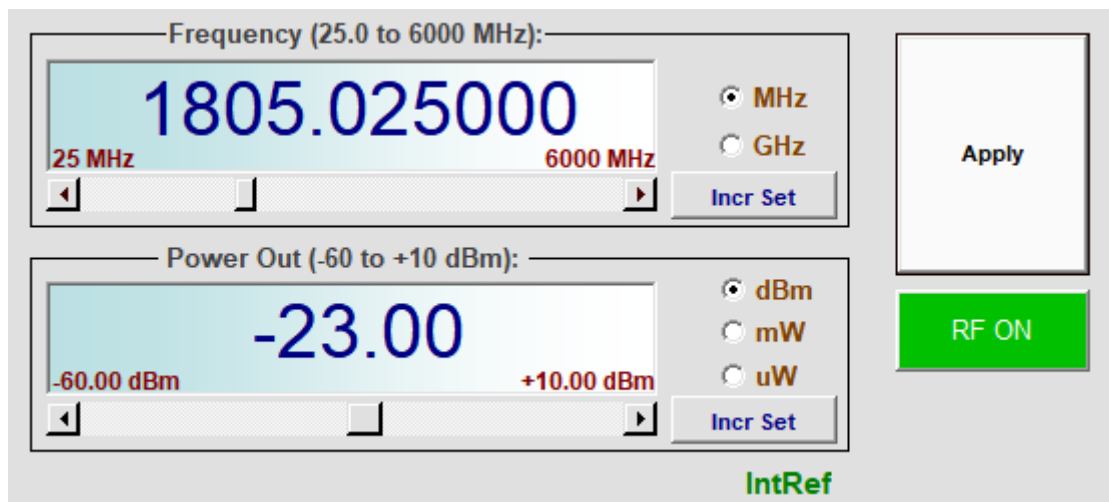 Frequency (25.0 to 6000 MHz):
1805.025000
25 MHz
6000 MHz
MHz
GHz
Incr Set
Apply
Power Out (-60 to +10 dBm):
-23.00
-60.00 dBm
+10.00 dBm
dBm
mW
uW
Incr Set
RF ON
IntRef